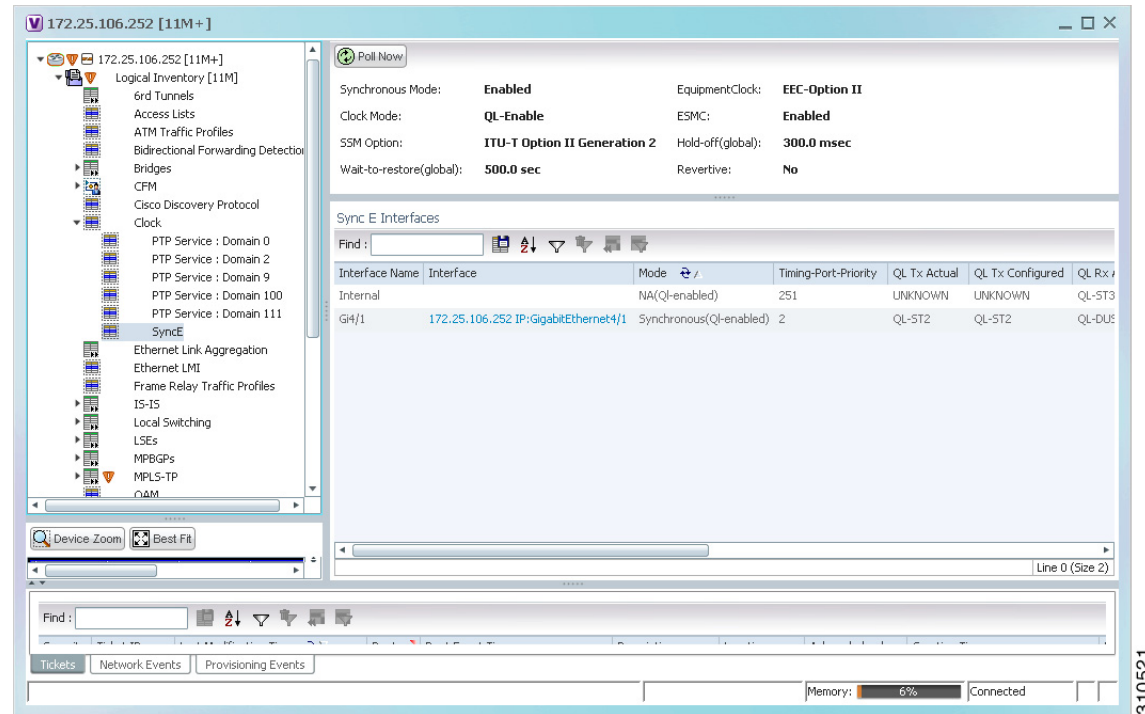 172.25.106.252 [11M+]
172.25.106.252 [11M+]
Logical Inventory [11M]
6rd Tunnels
Access Lists
ATM Traffic Profiles
Bidirectional Forwarding Detection
Bridges
CFM
Cisco Discovery Protocol
Clock
PTP Service : Domain 0
PTP Service : Domain 2
PTP Service : Domain 9
PTP Service : Domain 100
PTP Service : Domain 111
SyncE
Ethernet Link Aggregation
Ethernet LMI
Frame Relay Traffic Profiles
IS-IS
Local Switching
LSEs
MPBGPs
MPLS-TP
OAM
Device Zoom Best Fit
Poll Now
Synchronous Mode: Enabled EquipmentClock: EEC-Option II
Clock Mode: QL-Enable ESMC: Enabled
SSM Option: ITU-T Option II Generation 2 Hold-off(global): 300.0 msec
Wait-to-restore(global): 500.0 sec Revertive: No
Sync E Interfaces
Find :
Interface Name Interface Mode Timing-Port-Priority QL Tx Actual QL Tx Configured QL Rx
Internal NA(Ql-enabled) 251 UNKNOWN UNKNOWN QL-ST3
Gi4/1 172.25.106.252 IP:GigabitEthernet4/1 Synchronous(Ql-enabled) 2 QL-ST2 QL-ST2 QL-DUS
Line 0 (Size 2)
Find :
Tickets Network Events Provisioning Events
Memory: 6% Connected
310521